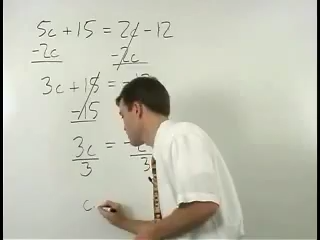 5c + 15 = 2c - 12
-2c -2c
3c + 15 =
-15
3c =
3 3
c